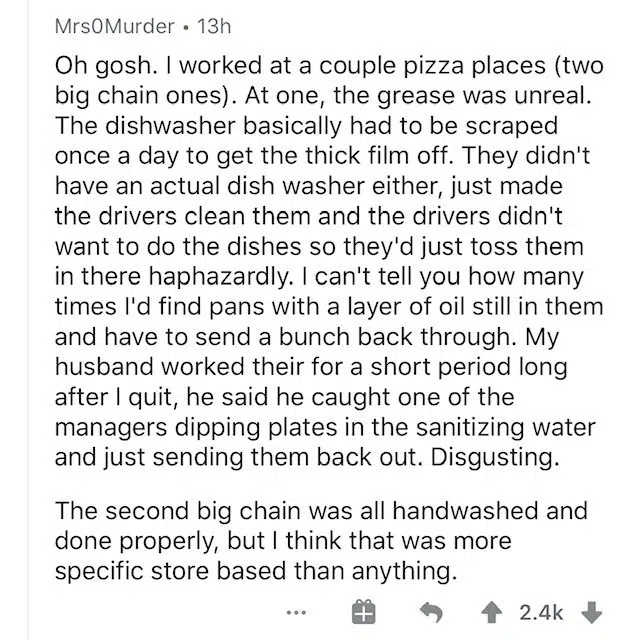 Mrs0Murder • 13h
Oh gosh. I worked at a couple pizza places (two
big chain ones). At one, the grease was unreal.
The dishwasher basically had to be scraped
once a day to get the thick film off. They didn't
have an actual dish washer either, just made
the drivers clean them and the drivers didn't
want to do the dishes so they'd just toss them
in there haphazardly. I can't tell you how many
times I'd find pans with a layer of oil still in them
and have to send a bunch back through. My
husband worked their for a short period long
after I quit, he said he caught one of the
managers dipping plates in the sanitizing water
and just sending them back out. Disgusting.
The second big chain was all handwashed and
done properly, but I think that was more
specific store based than anything.
2.4k